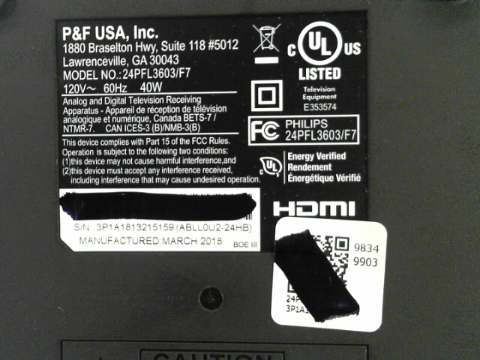 P&F USA, Inc.
1880 Braselton Hwy, Suite 118 #5012
Lawrenceville, GA 30043
MODEL NO.:24PFL3603/F7
120V~ 60Hz 40W
Analog and Digital Television Receiving
Apparatus - Appareil de réception de télévision
analogique et numérique, Canada BETS-7 /
NTMR-7. CAN ICES-3 (B)/NMB-3(B)
This device complies with Part 15 of the FCC Rules.
Operation is subject to the following two conditions:
(1)this device may not cause harmful interference,and
(2)this device must accept any interference received,
including interference that may cause undesired operation.
S/N: 3P1A1813215159 (ABLL0U2-24HB)
MANUFACTURED:MARCH 2018 BOE III
C UL US
LISTED
Television
Equipment
E353574
FC PHILIPS
24PFL3603/F7
C UL
Energy Verified
Rendement
Énergétique Vérifié
HDMI
9834
9903
24P
3P1A
CAUTION